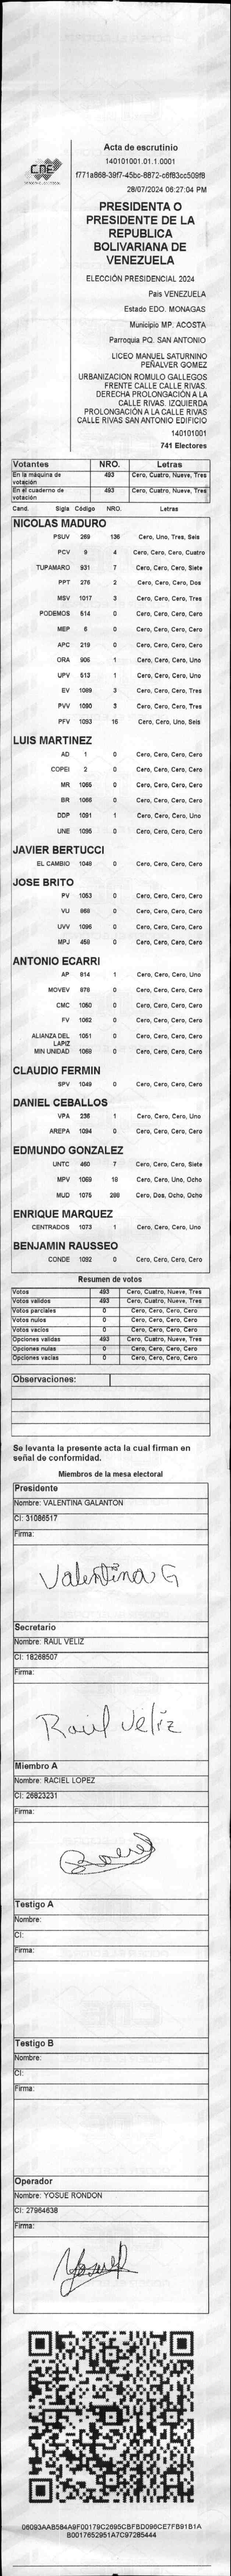 CNE
Acta de escrutinio
140101001.01.1.0001
f771a868-39f7-45bc-8872-c6f83cc509f8
28/07/2024 06:27:04 PM
PRESIDENTA O
PRESIDENTE DE LA
REPUBLICA
BOLIVARIANA DE
VENEZUELA
ELECCIÓN PRESIDENCIAL 2024
Pais VENEZUELA
Estado EDO. MONAGAS
Municipio MP. ACOSTA
Parroquia PQ. SAN ANTONIO
LICEO MANUEL SATURNINO
PEÑALVER GOMEZ
URBANIZACION ROMULO GALLEGOS
FRENTE CALLE CALLE RIVAS.
DERECHA PROLONGACIÓN A LA
CALLE RIVAS. IZQUIERDA
PROLONGACIÓN A LA CALLE RIVAS
CALLE RIVAS SAN ANTONIO EDIFICIO
140101001
741 Electores
Votantes NRO. Letras
En la máquina de votación 493 Cero, Cuatro, Nueve, Tres
En el cuaderno de votación 493 Cero, Cuatro, Nueve, Tres
Cand. Sigla Código NRO. Letras
NICOLAS MADURO
PSUV 269 136 Cero, Uno, Tres, Seis
PCV 9 4 Cero, Cero, Cero, Cuatro
TUPAMARO 931 7 Cero, Cero, Cero, Siete
PPT 276 2 Cero, Cero, Cero, Dos
MSV 1017 3 Cero, Cero, Cero, Tres
PODEMOS 514 0 Cero, Cero, Cero, Cero
MEP 6 0 Cero, Cero, Cero, Cero
APC 219 0 Cero, Cero, Cero, Cero
ORA 906 1 Cero, Cero, Cero, Uno
UPV 513 1 Cero, Cero, Cero, Uno
EV 1089 3 Cero, Cero, Cero, Tres
PVV 1090 3 Cero, Cero, Cero, Tres
PFV 1093 16 Cero, Cero, Uno, Seis
LUIS MARTINEZ
AD 1 0 Cero, Cero, Cero, Cero
COPEI 2 0 Cero, Cero, Cero, Cero
MR 1065 0 Cero, Cero, Cero, Cero
BR 1066 0 Cero, Cero, Cero, Cero
DDP 1091 1 Cero, Cero, Cero, Uno
UNE 1095 0 Cero, Cero, Cero, Cero
JAVIER BERTUCCI
EL CAMBIO 1048 0 Cero, Cero, Cero, Cero
JOSE BRITO
PV 1053 0 Cero, Cero, Cero, Cero
VU 868 0 Cero, Cero, Cero, Cero
UVV 1096 0 Cero, Cero, Cero, Cero
MPJ 458 0 Cero, Cero, Cero, Cero
ANTONIO ECARRI
AP 814 1 Cero, Cero, Cero, Uno
MOVEV 878 0 Cero, Cero, Cero, Cero
CMC 1050 0 Cero, Cero, Cero, Cero
FV 1082 0 Cero, Cero, Cero, Cero
ALIANZA DEL LAPIZ 1051 0 Cero, Cero, Cero, Cero
MIN UNIDAD 1069 0 Cero, Cero, Cero, Cero
CLAUDIO FERMIN
SPV 1049 0 Cero, Cero, Cero, Cero
DANIEL CEBALLOS
VPA 236 1 Cero, Cero, Cero, Uno
AREPA 1094 0 Cero, Cero, Cero, Cero
EDMUNDO GONZALEZ
UNTC 460 7 Cero, Cero, Cero, Siete
MPV 18 Cero, Cero, Uno, Ocho
MUD 1075 288 Cero, Dos, Ocho, Ocho
ENRIQUE MARQUEZ
CENTRADOS 1073 1 Cero, Cero, Cero, Uno
BENJAMIN RAUSSEO
CONDE 1092 0 Cero, Cero, Cero, Cero
Resumen de votos
Votos 493 Cero, Cuatro, Nueve, Tres
Votos validos 493 Cero, Cuatro, Nueve, Tres
Votos parciales 0 Cero, Cero, Cero, Cero
Votos nulos 0 Cero, Cero, Cero, Cero
Votos vacios 0 Cero, Cero, Cero, Cero
Opciones validas 493 Cero, Cuatro, Nueve, Tres
Opciones nulas 0 Cero, Cero, Cero, Cero
Opciones vacias 0 Cero, Cero, Cero, Cero
Observaciones:
Se levanta la presente acta la cual firman en
señal de conformidad.
Miembros de la mesa electoral
Presidente
Nombre: VALENTINA GALANTON
CI: 31086517
Firma:
Valentina G
Secretario
Nombre: RAUL VELIZ
CI: 18268507
Firma:
Raúl Véliz
Miembro A
Nombre: RACIEL LOPEZ
CI: 26823231
Firma:
Testigo A
Nombre:
CI:
Firma:
Testigo B
Nombre:
CI:
Firma:
Operador
Nombre: YOSUE RONDON
CI: 27964638
Firma:
06093AAB584A9F00179C2695CBFBD096CE7FB91B1A
B0017652951A7C97285444